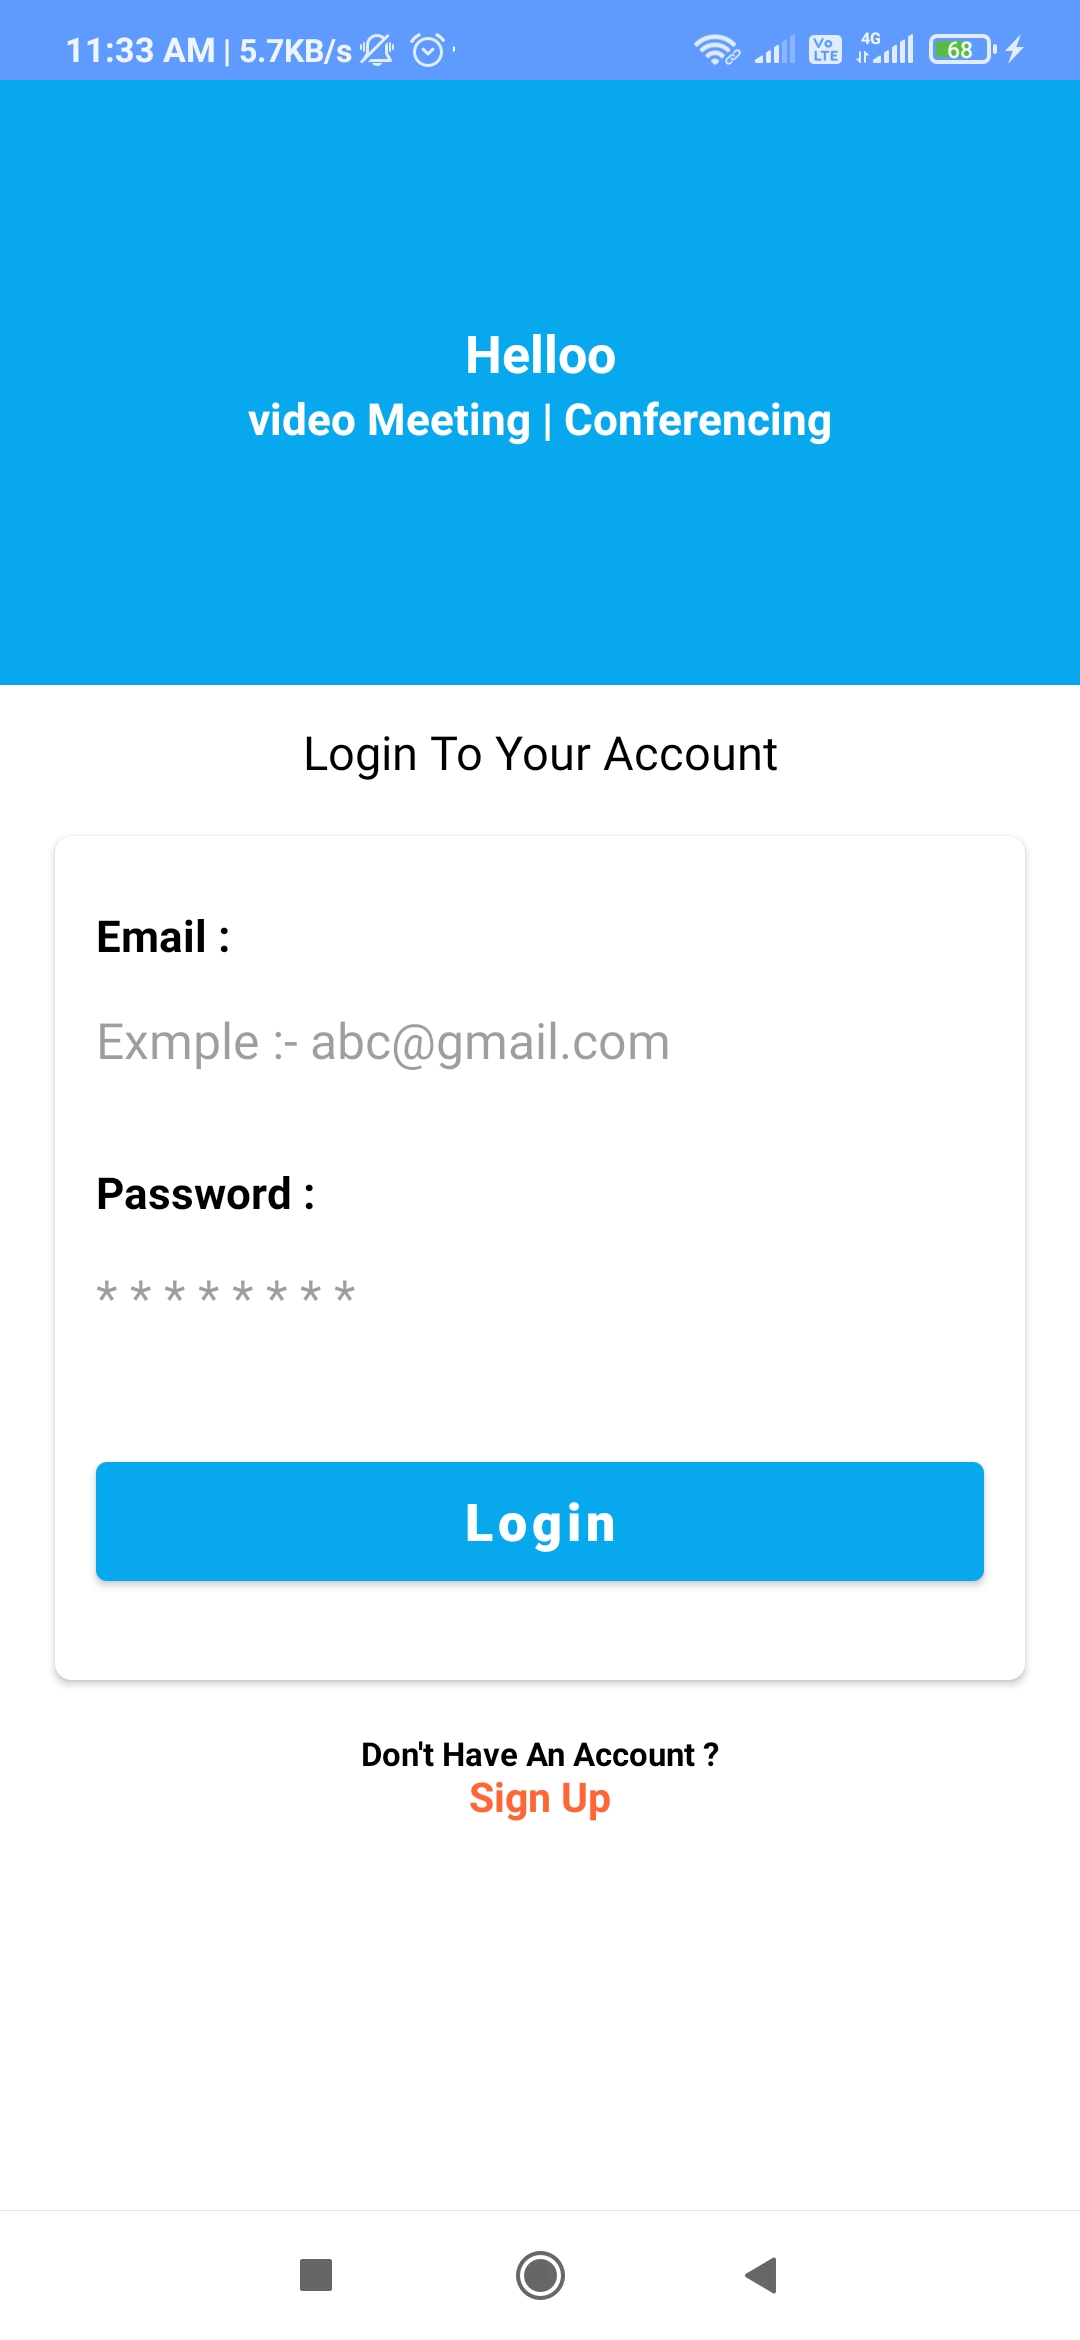 11:33 AM | 5.7KB/s
Vo LTE 4G 68
Helloo
video Meeting | Conferencing
Login To Your Account
Email :
Exmple :- abc@gmail.com
Password :
* * * * * * * *
Login
Don't Have An Account ?
Sign Up